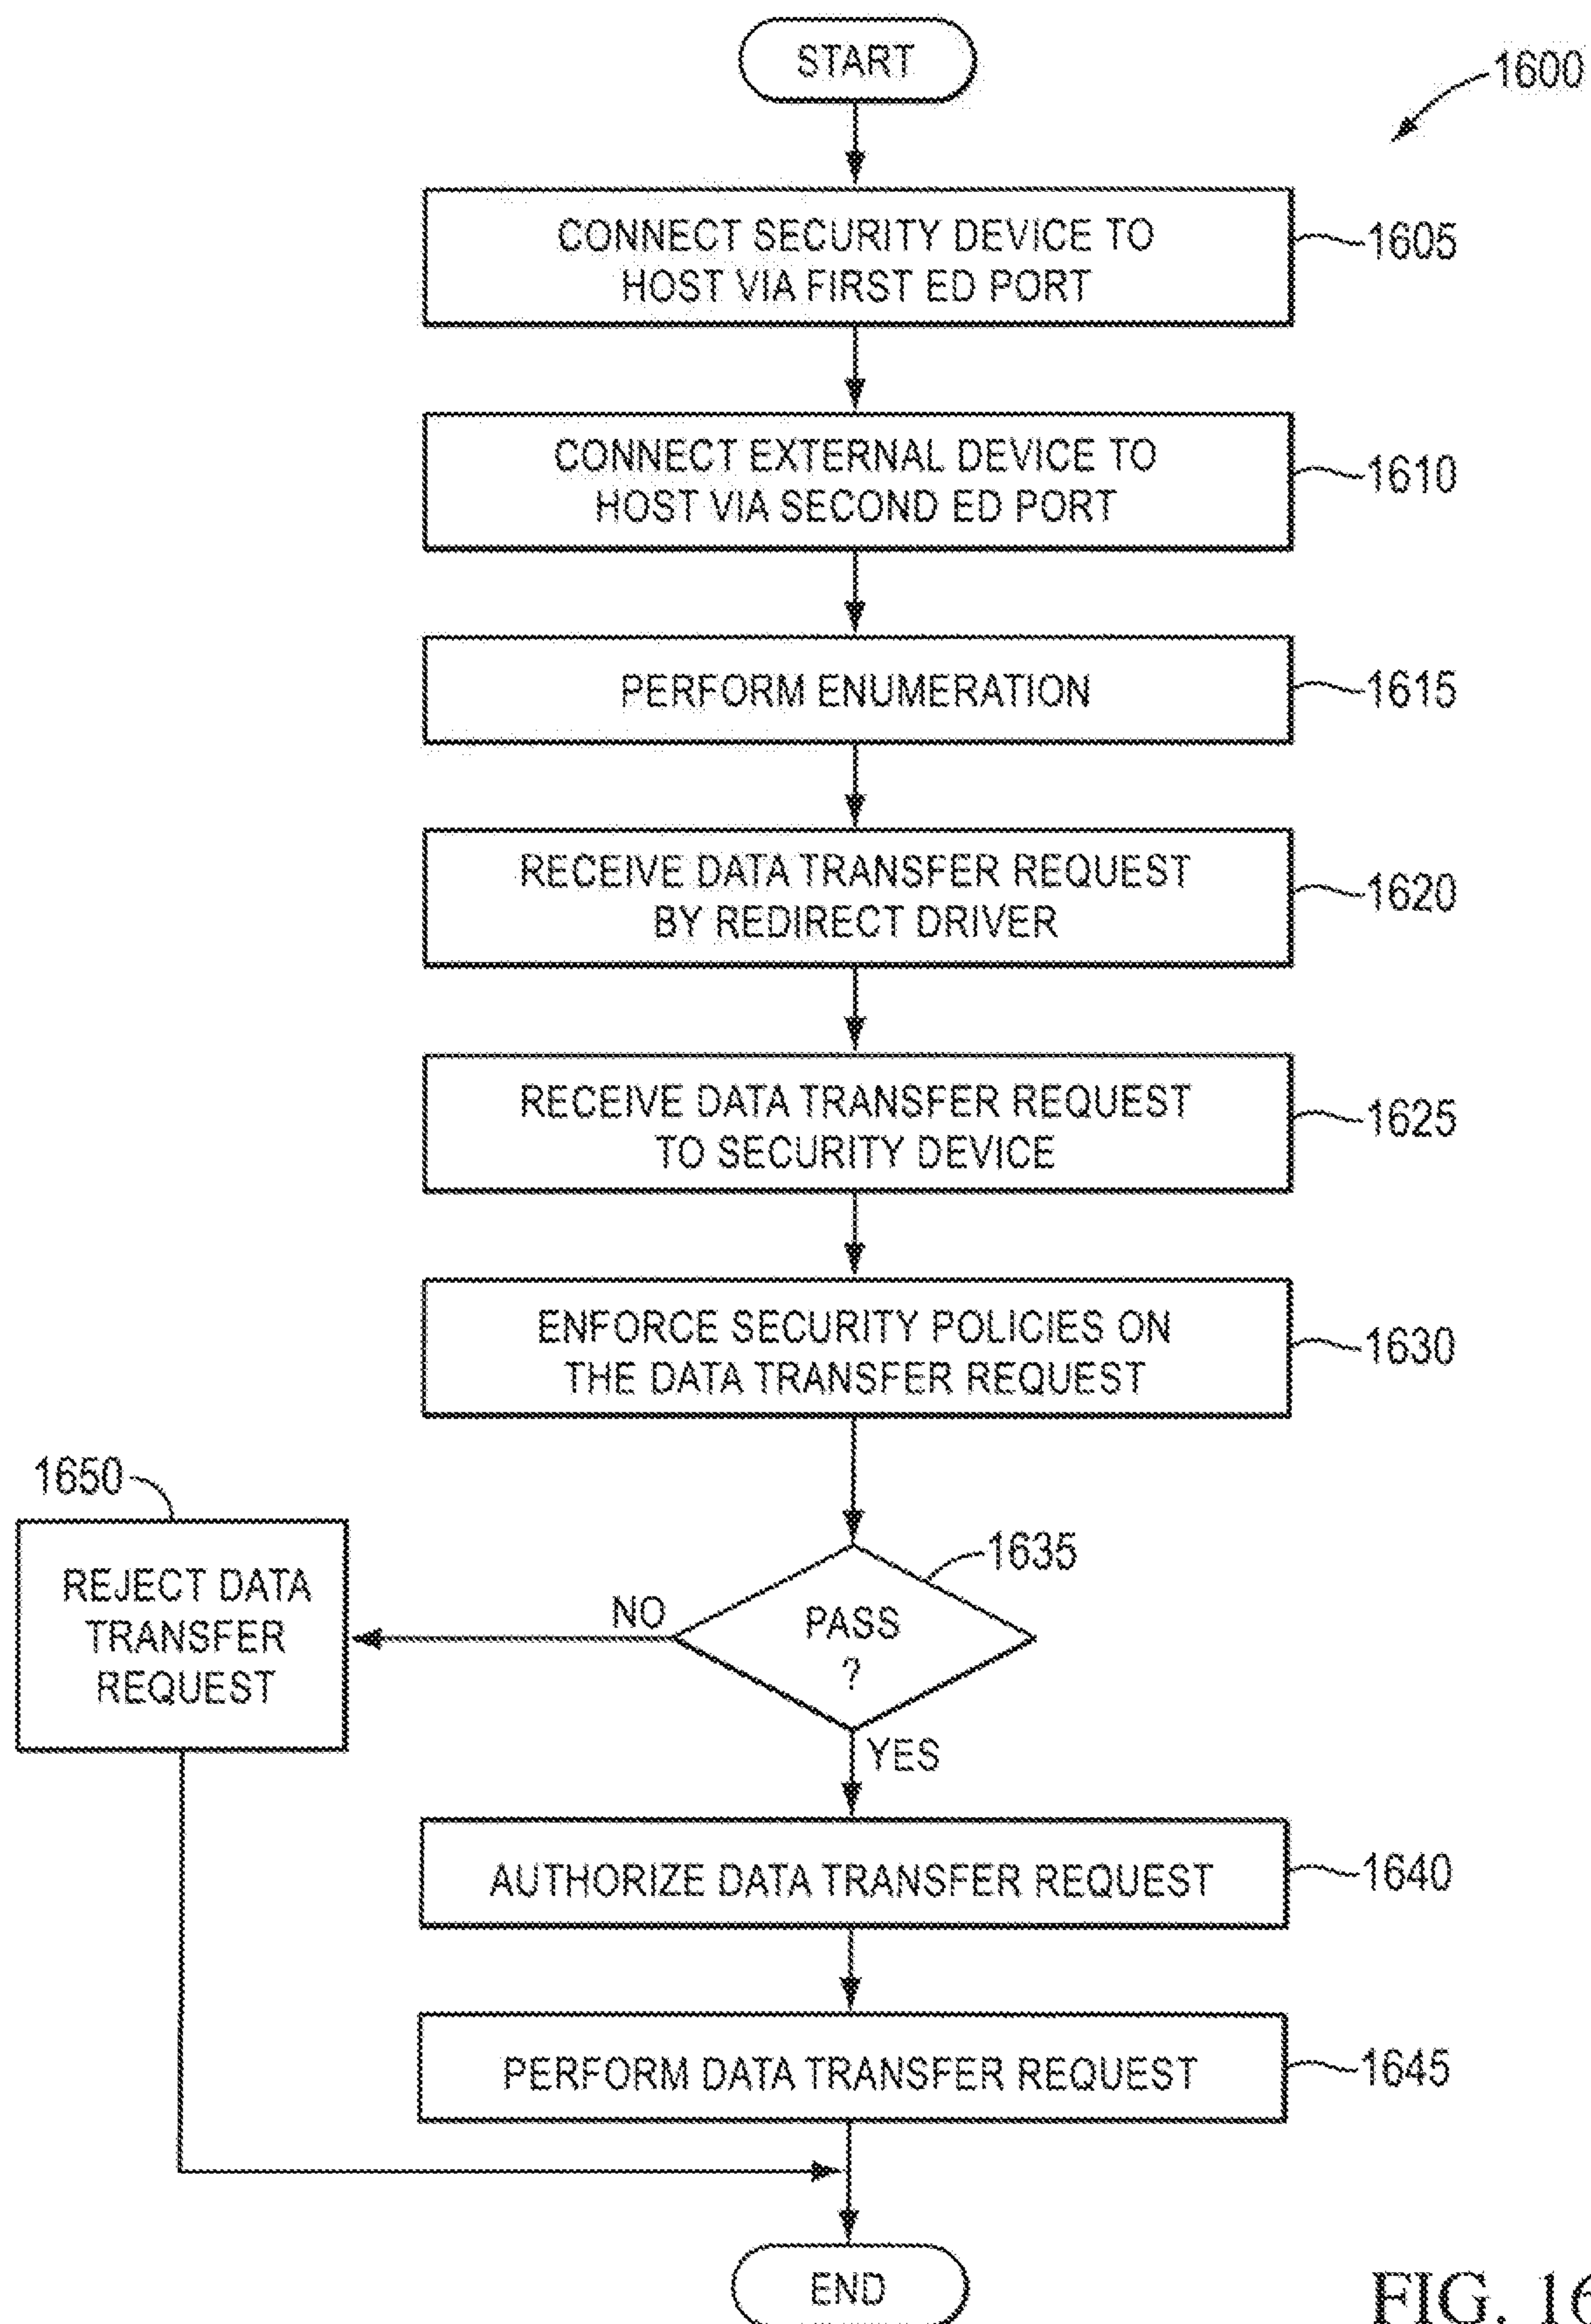 START
1600
CONNECT SECURITY DEVICE TO
HOST VIA FIRST ED PORT
1605
CONNECT EXTERNAL DEVICE TO
HOST VIA SECOND ED PORT
1610
PERFORM ENUMERATION
1615
RECEIVE DATA TRANSFER REQUEST
BY REDIRECT DRIVER
1620
RECEIVE DATA TRANSFER REQUEST
TO SECURITY DEVICE
1625
ENFORCE SECURITY POLICIES ON
THE DATA TRANSFER REQUEST
1630
1650
REJECT DATA
TRANSFER
REQUEST
NO
PASS
?
1635
YES
AUTHORIZE DATA TRANSFER REQUEST
1640
PERFORM DATA TRANSFER REQUEST
1645
END
FIG. 16